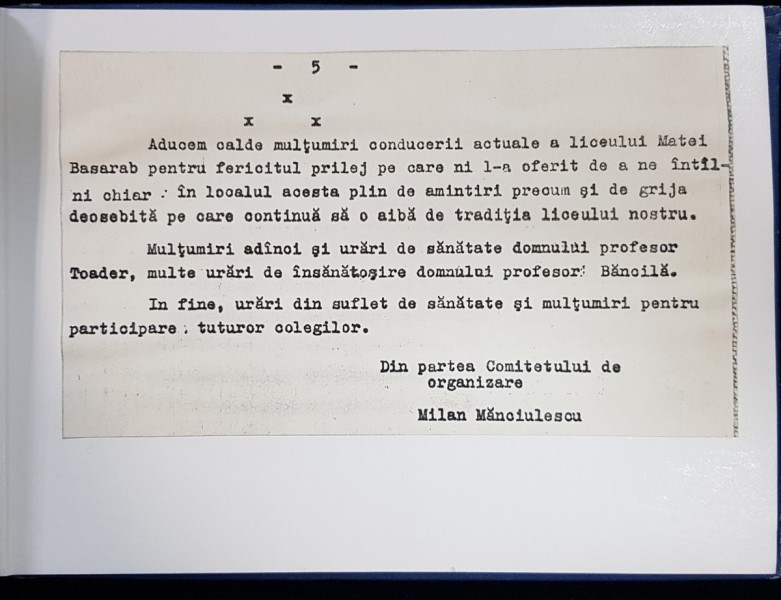 - 5 -
x
x x
Aducem calde mulţumiri conducerii actuale a liceului Matei
Basarab pentru fericitul prilej pe care ni l-a oferit de a ne întîl-
ni chiar în localul acesta plin de amintiri precum şi de grija
deosebită pe care continuă să o aibă de tradiţia liceului nostru.
Mulţumiri adînci şi urări de sănătate domnului profesor
Toader, multe urări de însănătoşire domnului profesor Băncilă.
In fine, urări din suflet de sănătate şi mulţumiri pentru
participare tuturor colegilor.
Din partea Comitetului de
organizare
Milan Mănciulescu